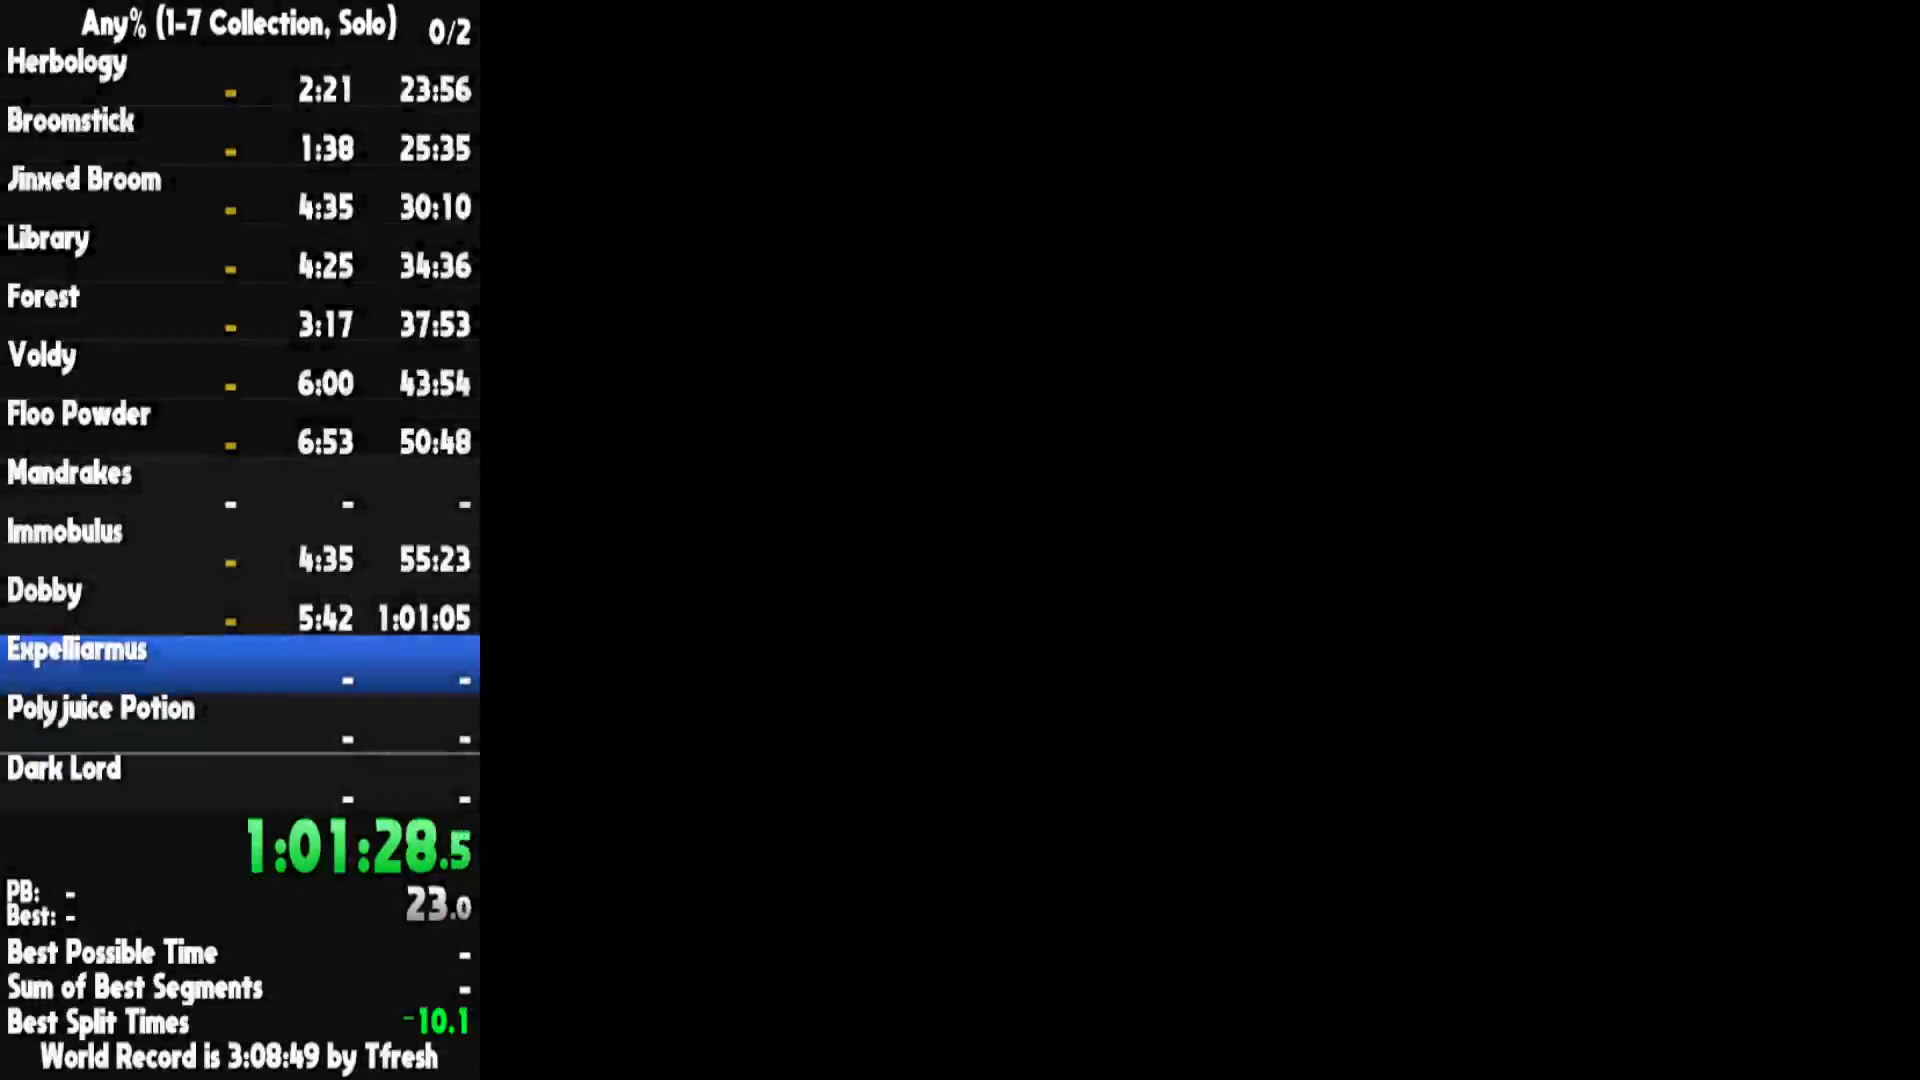 Any% (1-7 Collection, Solo) 0/2
Herbology
- 2:21 23:56
Broomstick
- 1:38 25:35
Jinxed Broom
- 4:35 30:10
Library
- 4:25 34:36
Forest
- 3:17 37:53
Voldy
- 6:00 43:54
Floo Powder
- 6:53 50:48
Mandrakes
- - -
Immobulus
- 4:35 55:23
Dobby
- 5:42 1:01:05
Expelliarmus
- -
Polyjuice Potion
- -
Dark Lord
- -
1:01:28.5
PB: -
Best: - 23.0
Best Possible Time -
Sum of Best Segments -
Best Split Times -10.1
World Record is 3:08:49 by Tfresh